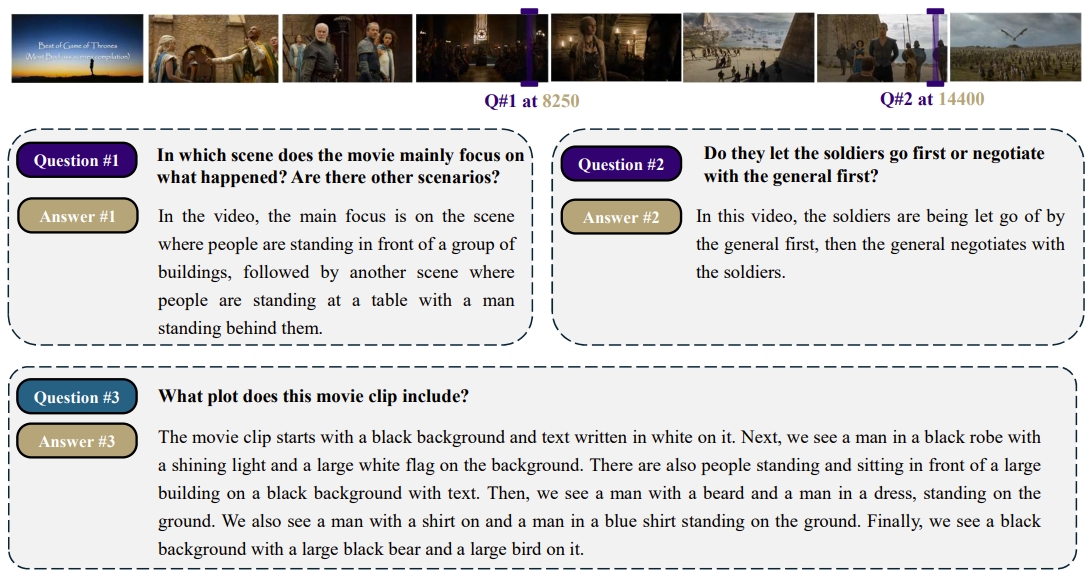 Best of Game of Thrones
Q#1 at 8250
Q#2 at 14400
Question #1
In which scene does the movie mainly focus on
what happened? Are there other scenarios?
Answer #1
In the video, the main focus is on the scene
where people are standing in front of a group of
buildings, followed by another scene where
people are standing at a table with a man
standing behind them.
Question #2
Do they let the soldiers go first or negotiate
with the general first?
Answer #2
In this video, the soldiers are being let go of by
the general first, then the general negotiates with
the soldiers.
Question #3
What plot does this movie clip include?
Answer #3
The movie clip starts with a black background and text written in white on it. Next, we see a man in a black robe with
a shining light and a large white flag on the background. There are also people standing and sitting in front of a large
building on a black background with text. Then, we see a man with a beard and a man in a dress, standing on the
ground. We also see a man with a shirt on and a man in a blue shirt standing on the ground. Finally, we see a black
background with a large black bear and a large bird on it.